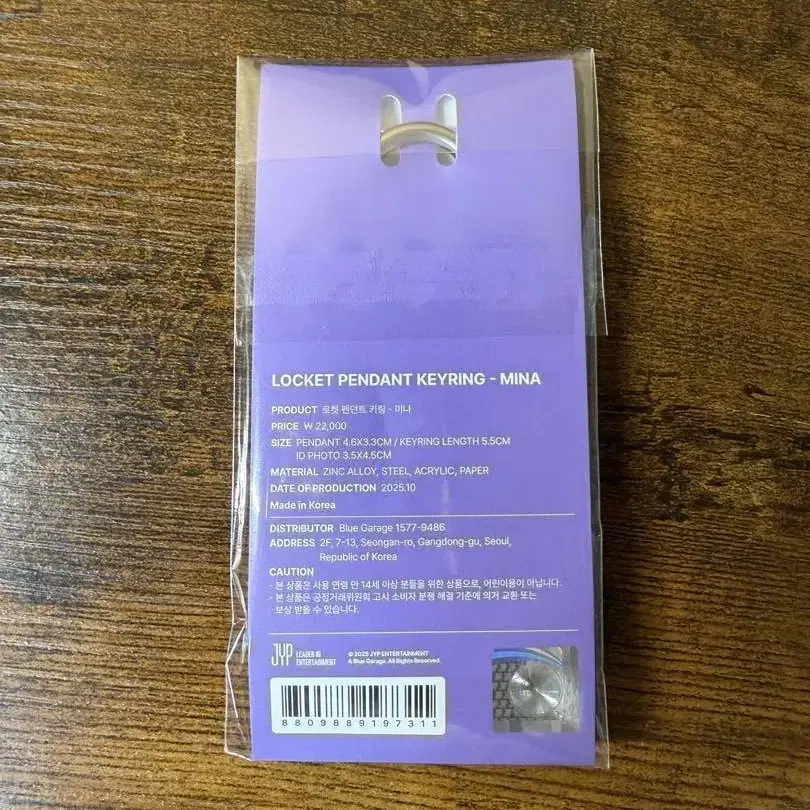 LOCKET PENDANT KEYRING - MINA
PRODUCT 로켓 펜던트 키링 - 미나
PRICE ₩ 22,000
SIZE PENDANT 4.6X3.3CM / KEYRING LENGTH 5.5CM
ID PHOTO 3.5X4.5CM
MATERIAL ZINC ALLOY, STEEL, ACRYLIC, PAPER
DATE OF PRODUCTION 2025.10
Made in Korea
DISTRIBUTOR Blue Garage 1577-9486
ADDRESS 2F, 7-13, Seongan-ro, Gangdong-gu, Seoul,
Republic of Korea
CAUTION
- 본 상품은 사용 연령 만 14세 이상 분들을 위한 상품으로, 어린이용이 아닙니다.
- 본 상품은 공정거래위원회 고시 소비자 분쟁 해결 기준에 의거 교환 또는
보상 받을 수 있습니다.
JYP LEADER IN
ENTERTAINMENT
© 2025 JYP ENTERTAINMENT
& Blue Garage. All Rights Reserved.
8809889197311